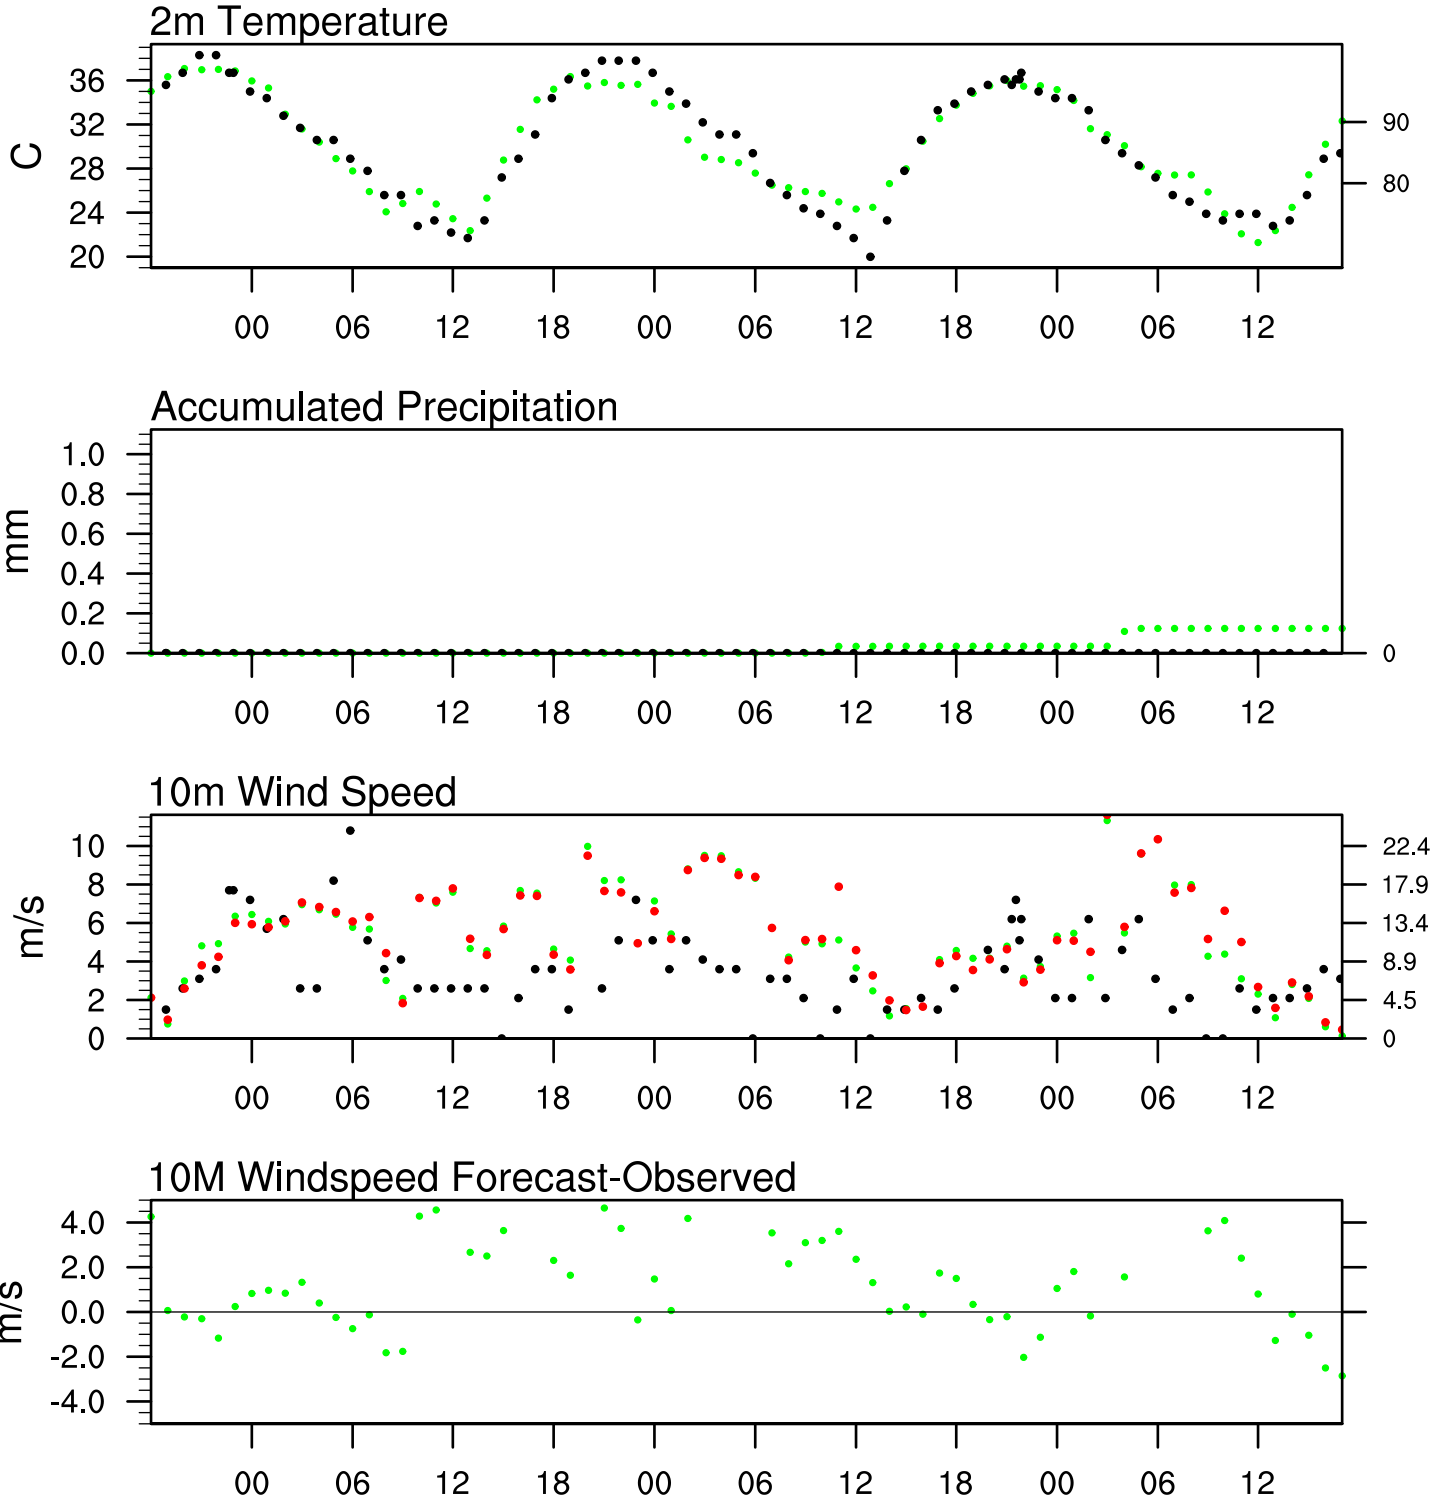 2m Temperature
36
32
28
24
20
C
90
80
00 06 12 18 00 06 12 18 00 06 12
Accumulated Precipitation
1.0
0.8
0.6
0.4
0.2
0.0
mm
0
00 06 12 18 00 06 12 18 00 06 12
10m Wind Speed
10
8
6
4
2
0
m/s
22.4
17.9
13.4
8.9
4.5
0
00 06 12 18 00 06 12 18 00 06 12
10M Windspeed Forecast-Observed
4.0
2.0
0.0
-2.0
-4.0
m/s
00 06 12 18 00 06 12 18 00 06 12